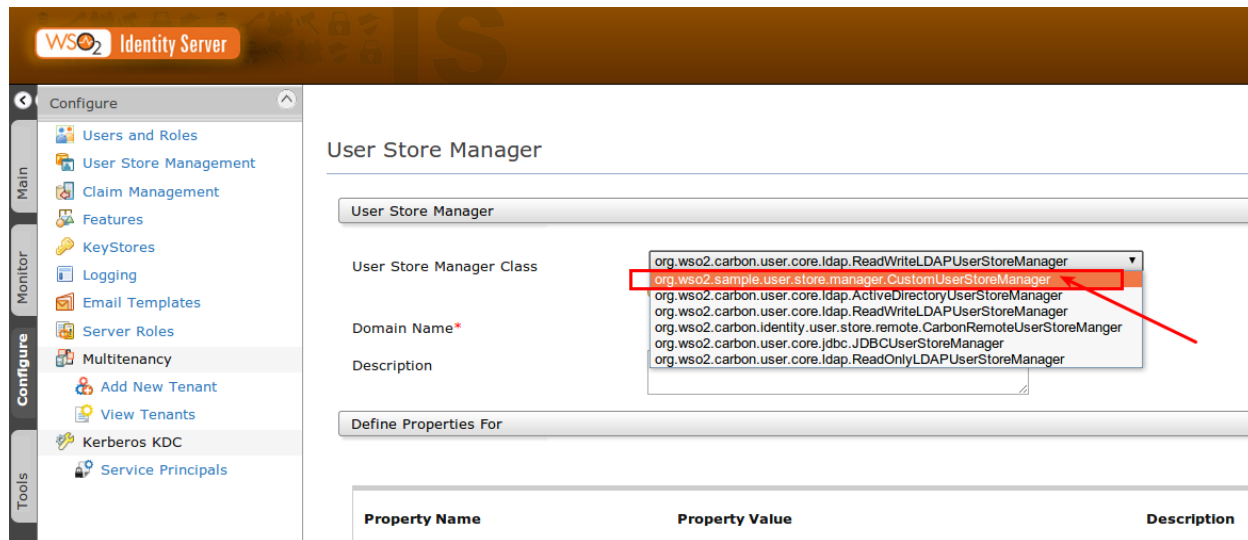 WSO2 Identity Server
IS
Configure
Users and Roles
User Store Management
Claim Management
Features
KeyStores
Logging
Email Templates
Server Roles
Multitenancy
Add New Tenant
View Tenants
Kerberos KDC
Service Principals
Main
Monitor
Configure
Tools
User Store Manager
User Store Manager
User Store Manager Class
org.wso2.carbon.user.core.ldap.ReadWriteLDAPUserStoreManager
org.wso2.sample.user.store.manager.CustomUserStoreManager
org.wso2.carbon.user.core.ldap.ActiveDirectoryUserStoreManager
org.wso2.carbon.user.core.ldap.ReadWriteLDAPUserStoreManager
org.wso2.carbon.identity.user.store.remote.CarbonRemoteUserStoreManger
org.wso2.carbon.user.core.jdbc.JDBCUserStoreManager
org.wso2.carbon.user.core.ldap.ReadOnlyLDAPUserStoreManager
Domain Name*
Description
Define Properties For
Property Name Property Value Description